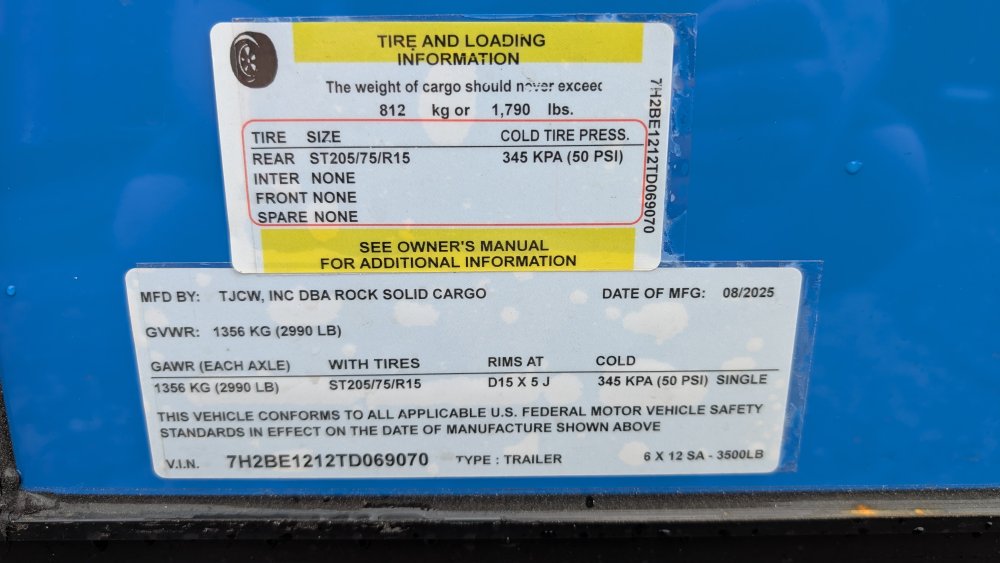 TIRE AND LOADING
INFORMATION
The weight of cargo should never exceed
812 kg or 1,790 lbs.
TIRE SIZE COLD TIRE PRESS.
REAR ST205/75/R15 345 KPA (50 PSI)
INTER NONE
FRONT NONE
SPARE NONE
SEE OWNER'S MANUAL
FOR ADDITIONAL INFORMATION
7H2BE1212TD069070
MFD BY: TJCW, INC DBA ROCK SOLID CARGO DATE OF MFG: 08/2025
GVWR: 1356 KG (2990 LB)
GAWR (EACH AXLE) WITH TIRES RIMS AT COLD
1356 KG (2990 LB) ST205/75/R15 D15 X 5 J 345 KPA (50 PSI) SINGLE
THIS VEHICLE CONFORMS TO ALL APPLICABLE U.S. FEDERAL MOTOR VEHICLE SAFETY
STANDARDS IN EFFECT ON THE DATE OF MANUFACTURE SHOWN ABOVE
V.I.N. 7H2BE1212TD069070 TYPE : TRAILER 6 X 12 SA - 3500LB